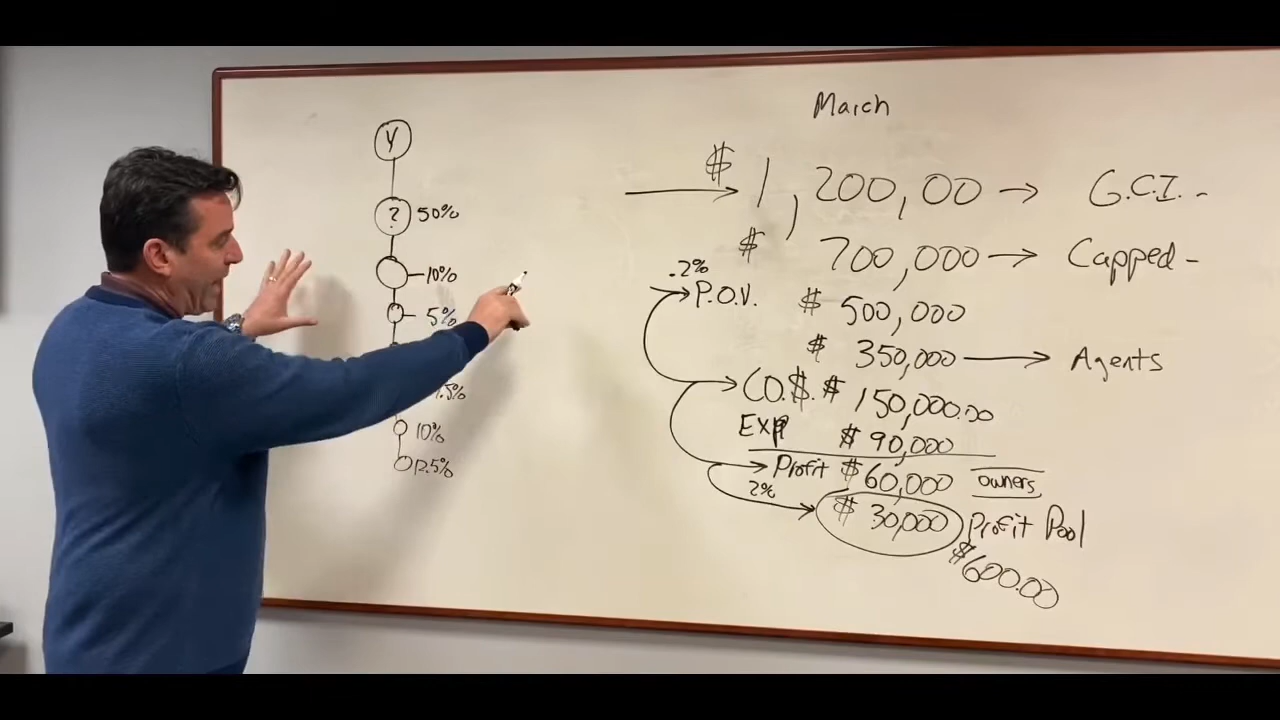 March
$ 1,200,00 → G.C.I. -
$ 700,000 → Capped -
.2%
P.O.V. $ 500,000
$ 350,000 → Agents
CO.$. $ 150,000.00
EXP $ 90,000
Profit $ 60,000 owners
2% $ 30,000 Profit Pool
$600.00
Y
? 50%
10%
5%
.5%
10%
12.5%